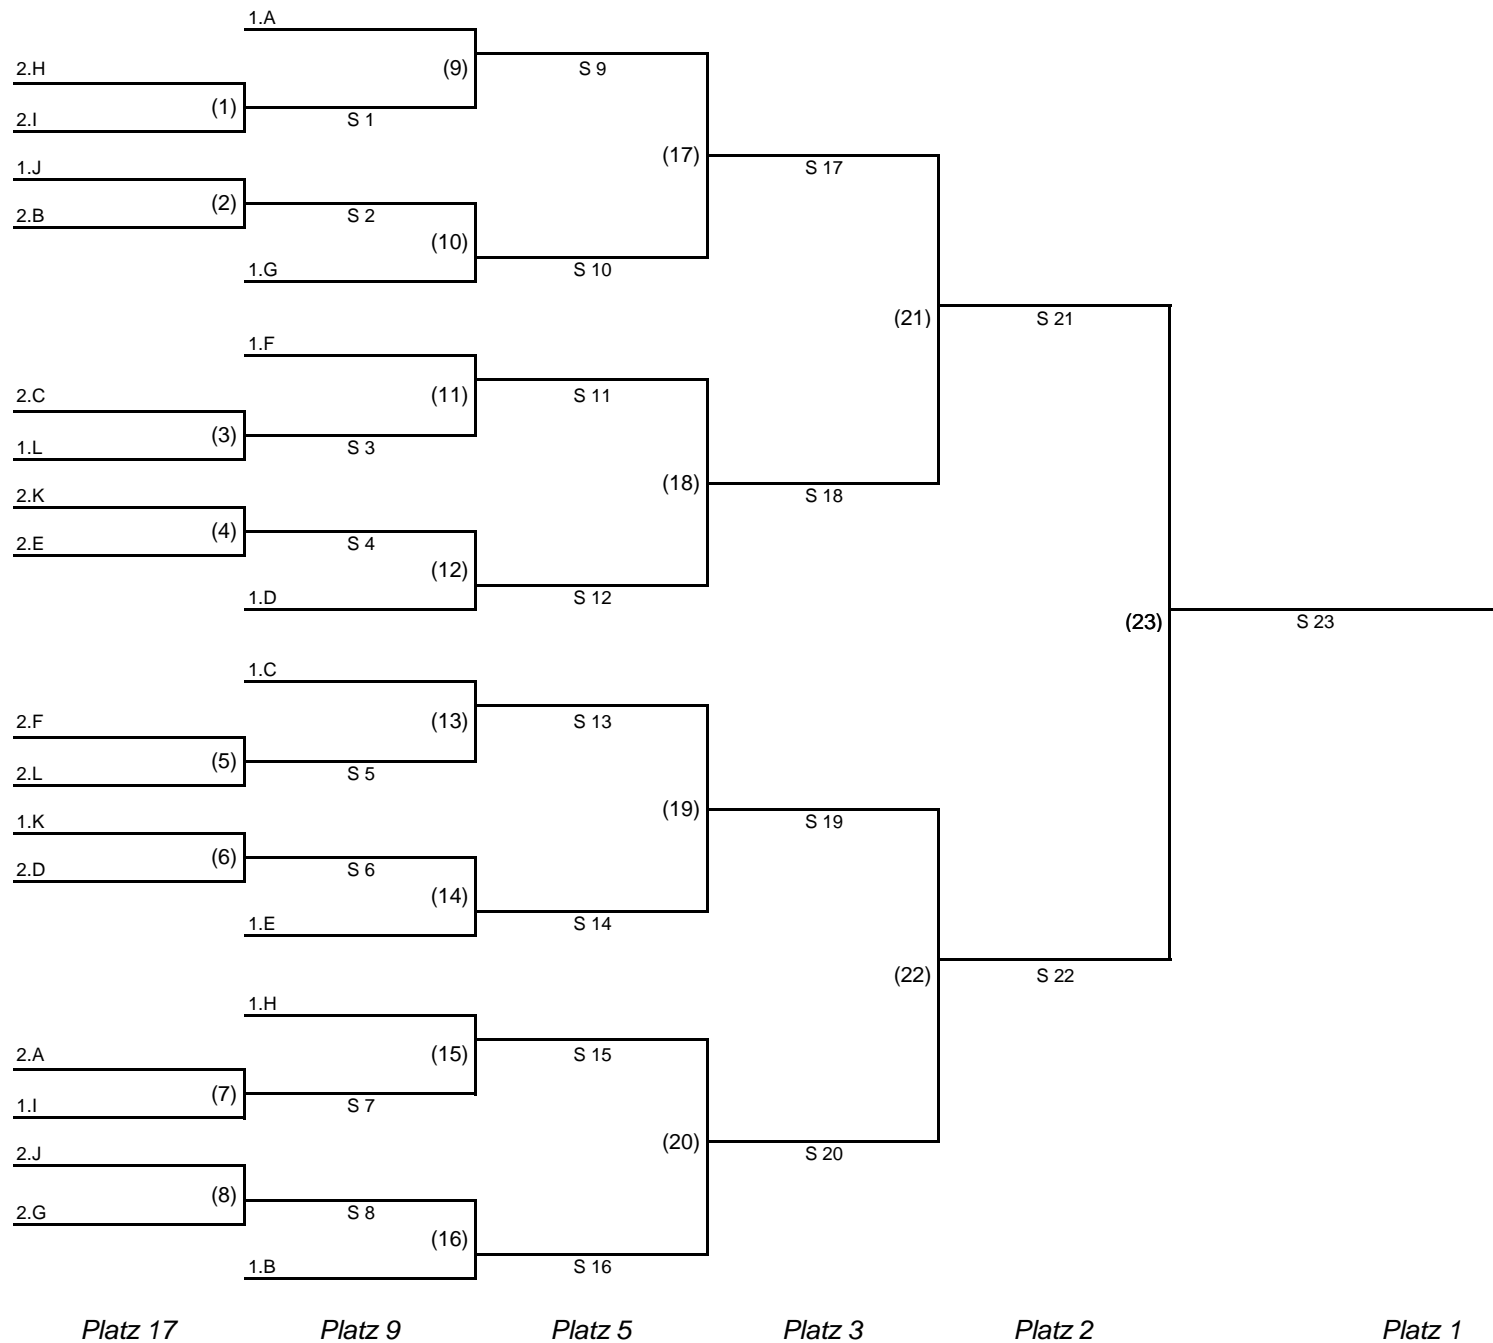 1.A
2.H
(9)
S 9
(1)
2.I
S 1
(17)
1.J
S 17
(2)
2.B
S 2
(10)
1.G
S 10
(21)
S 21
1.F
2.C
(11)
S 11
(3)
1.L
S 3
(18)
2.K
S 18
(4)
2.E
S 4
(12)
1.D
S 12
(23)
S 23
1.C
2.F
(13)
S 13
(5)
2.L
S 5
(19)
1.K
S 19
(6)
2.D
S 6
(14)
1.E
S 14
(22)
S 22
1.H
2.A
(15)
S 15
(7)
1.I
S 7
(20)
2.J
S 20
(8)
2.G
S 8
(16)
1.B
S 16
Platz 17 Platz 9 Platz 5 Platz 3 Platz 2 Platz 1